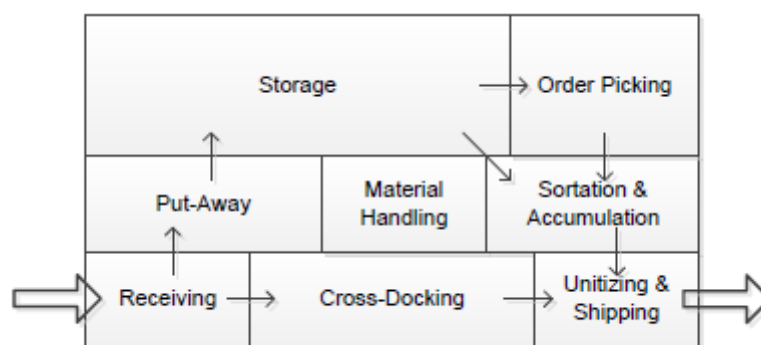 Storage
Order Picking
Put-Away
Material
Handling
Sortation &
Accumulation
Receiving
Cross-Docking
Unitizing &
Shipping